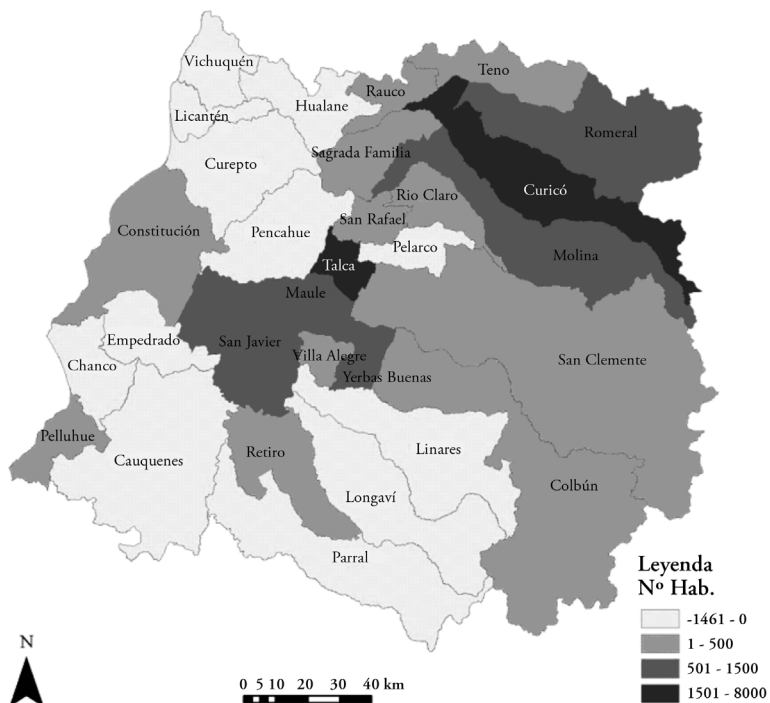 Vichuquén
Teno
Rauco
Hualane
Licantén
Romeral
Sagrada Familia
Curepto
Curicó
Rio Claro
San Rafael
Constitución
Pencahue
Pelarco
Molina
Talca
Maule
Empedrado
San Javier
Villa Alegre
San Clemente
Chanco
Yerbas Buenas
Pelluhue
Retiro
Linares
Cauquenes
Colbún
Longaví
Parral
Leyenda
Nº Hab.
-1461 - 0
1 - 500
501 - 1500
1501 - 8000
N
0 5 10 20 30 40 km